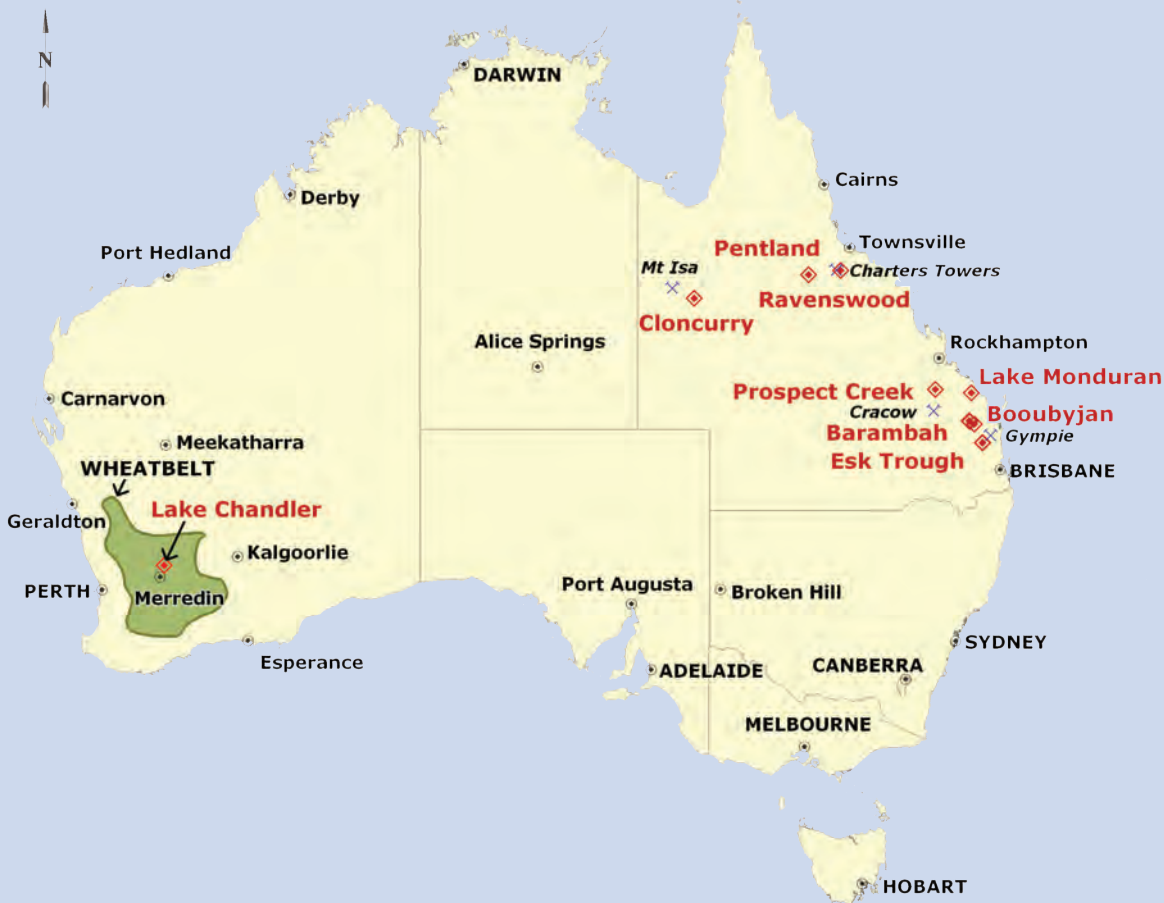 N
DARWIN
Cairns
Derby
Townsville
Pentland
Port Hedland
Mt Isa
Charters Towers
Ravenswood
Cloncurry
Alice Springs
Rockhampton
Lake Monduran
Prospect Creek
Carnarvon
Cracow
Booubyjan
Barambah
Gympie
Meekatharra
Esk Trough
WHEATBELT
BRISBANE
Lake Chandler
Geraldton
Kalgoorlie
Port Augusta
PERTH
Broken Hill
Merredin
SYDNEY
Esperance
CANBERRA
ADELAIDE
MELBOURNE
HOBART